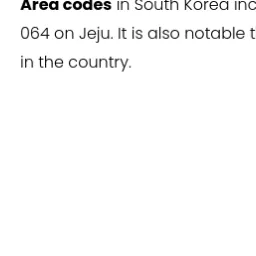 Area codes in South Korea inc
064 on Jeju. It is also notable t
in the country.